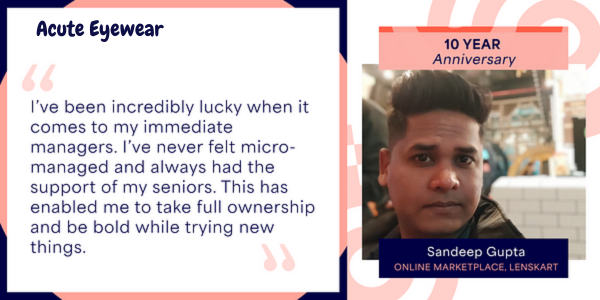 Acute Eyewear
I've been incredibly lucky when it
comes to my immediate
managers. I've never felt micro-
managed and always had the
support of my seniors. This has
enabled me to take full ownership
and be bold while trying new
things.
10 YEAR
Anniversary
Sandeep Gupta
ONLINE MARKETPLACE, LENSKART